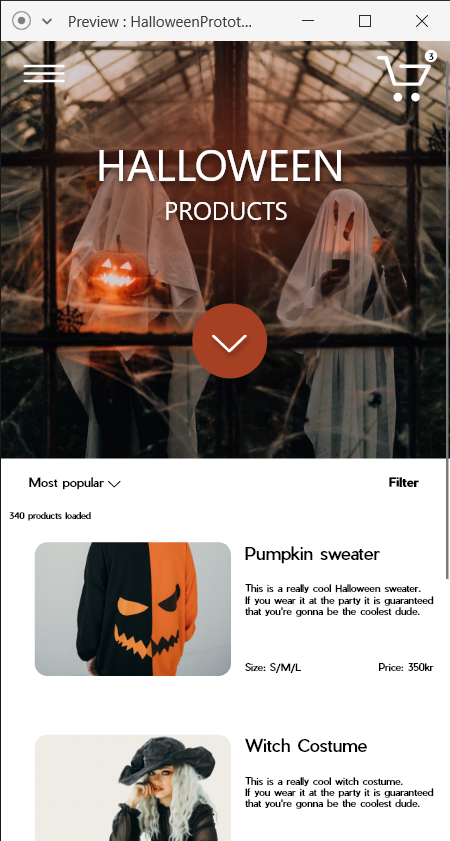 Preview : HalloweenPrototot...
3
HALLOWEEN
PRODUCTS
Most popular
Filter
340 products loaded
Pumpkin sweater
This is a really cool Halloween sweater.
If you wear it at the party it is guaranteed
that you're gonna be the coolest dude.
Size: S/M/L
Price: 350kr
Witch Costume
This is a really cool witch costume.
If you wear it at the party it is guaranteed
that you're gonna be the coolest dude.